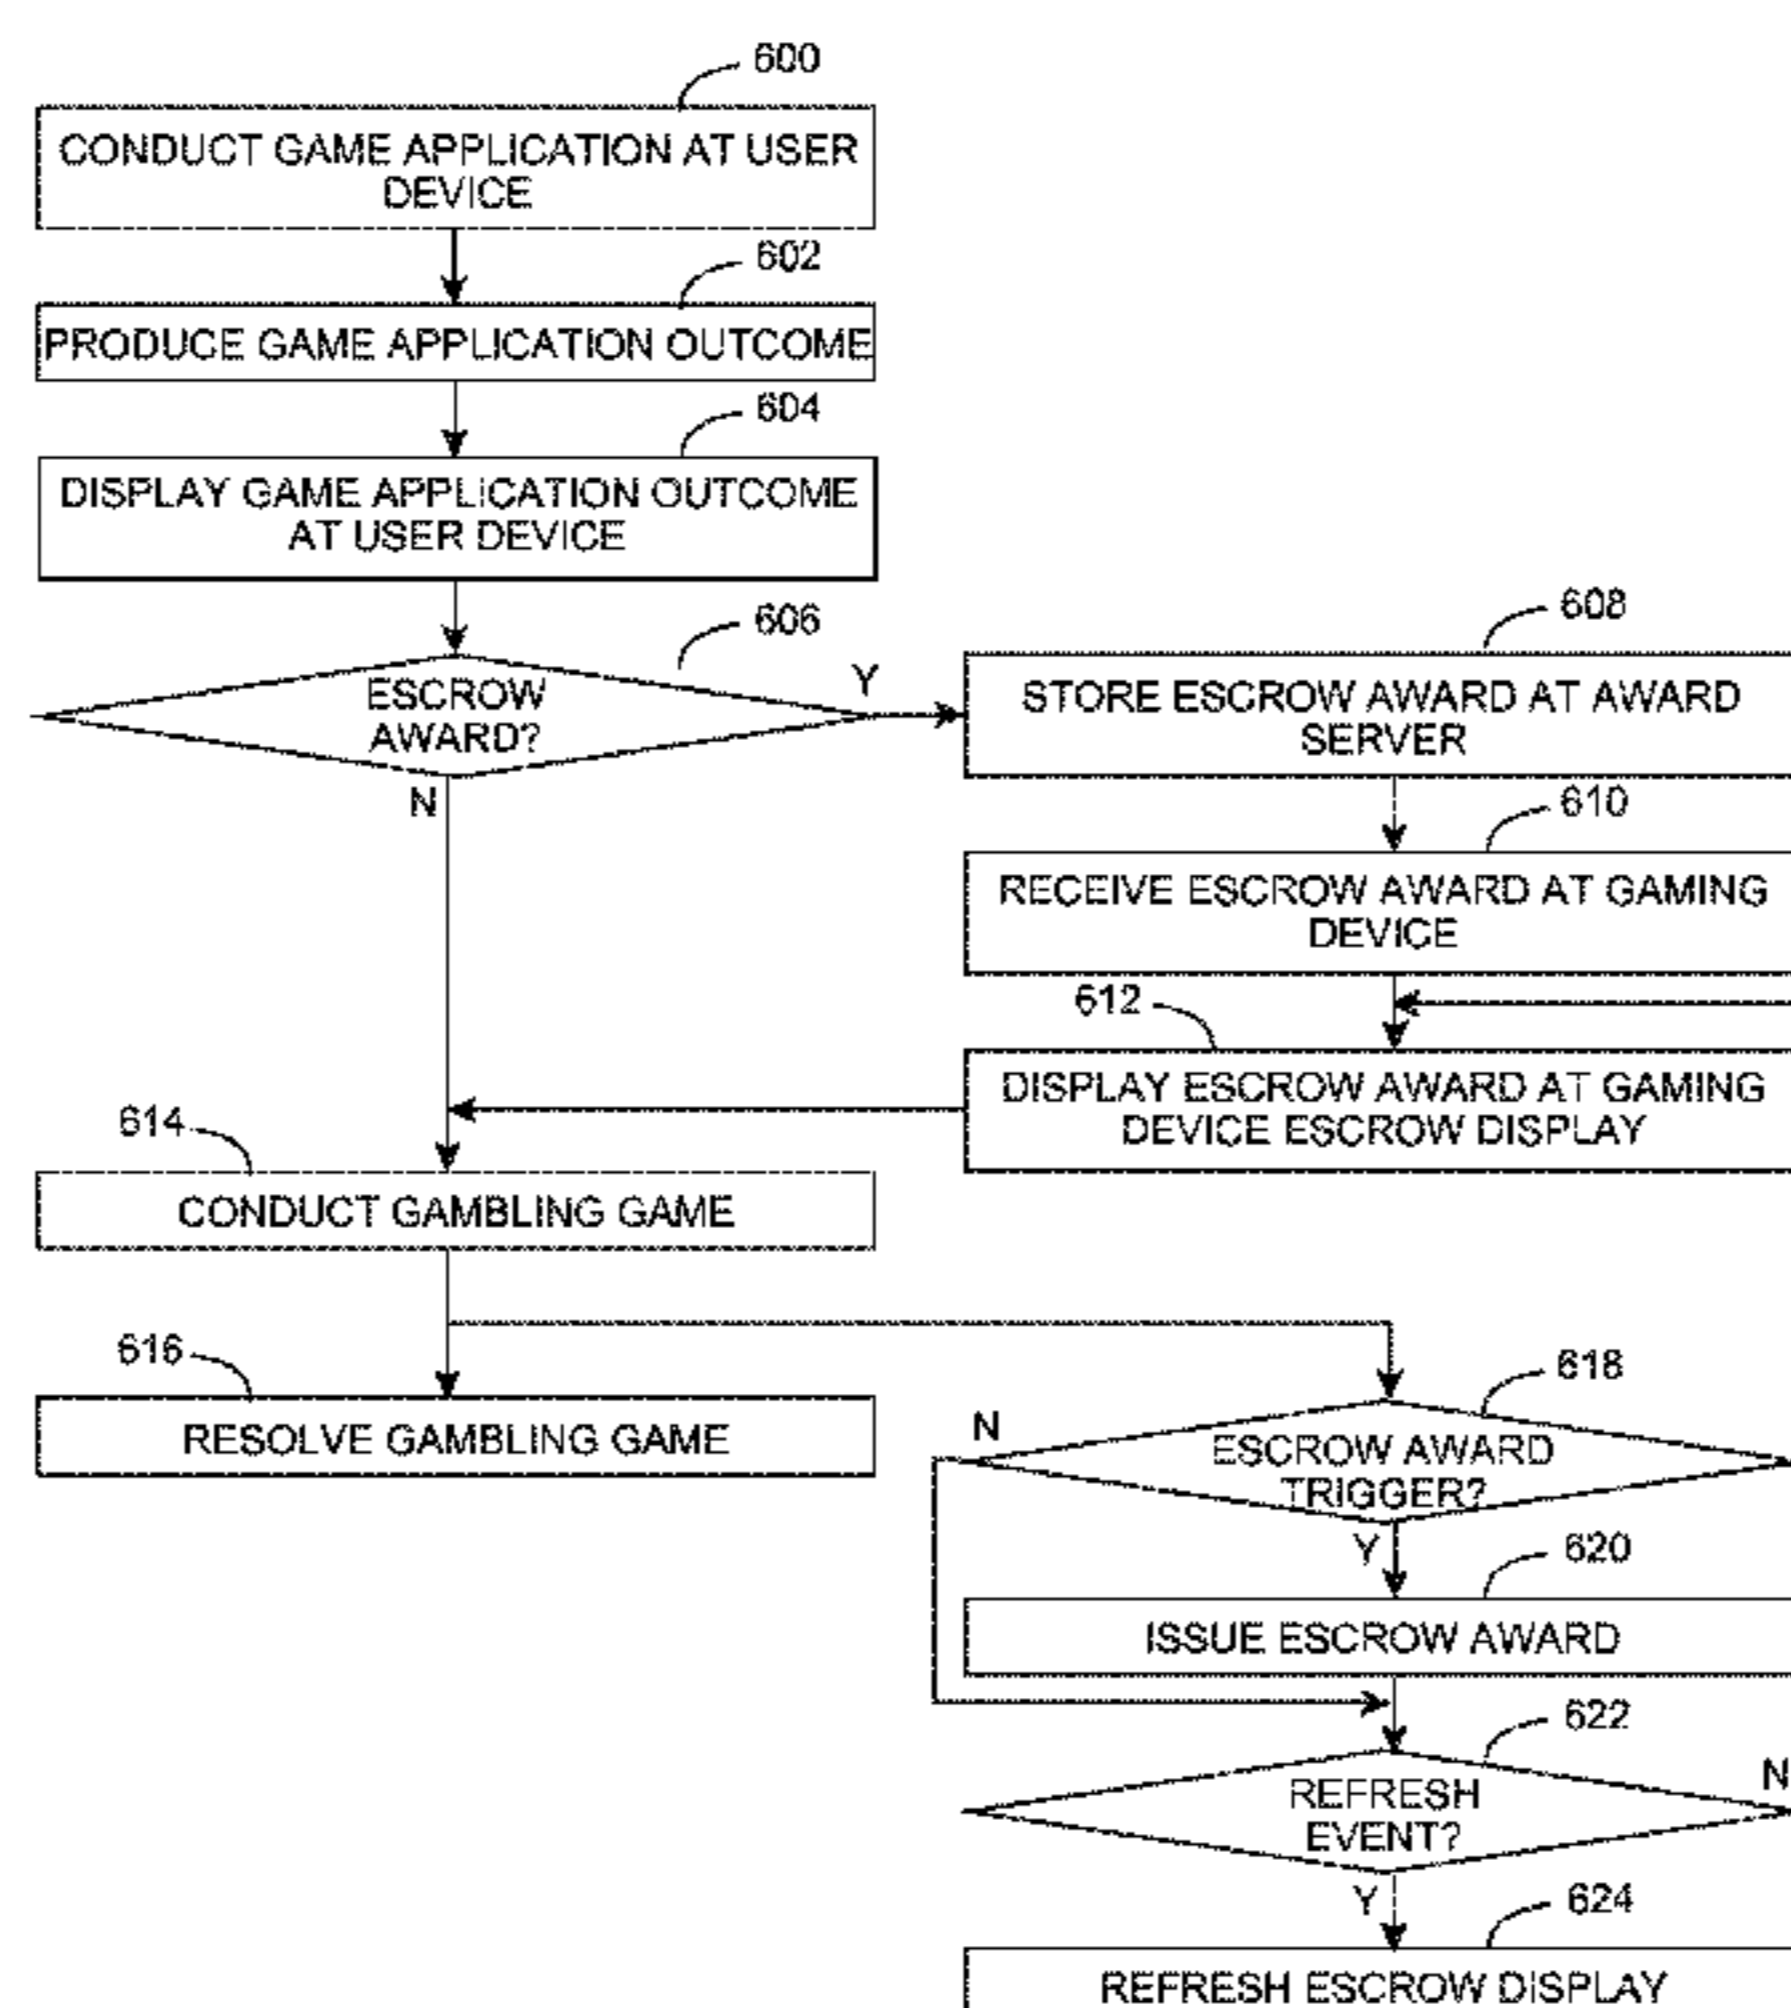 600
CONDUCT GAME APPLICATION AT USER
DEVICE
602
PRODUCE GAME APPLICATION OUTCOME
604
DISPLAY GAME APPLICATION OUTCOME
AT USER DEVICE
606
ESCROW
AWARD?
Y
N
608
STORE ESCROW AWARD AT AWARD
SERVER
610
RECEIVE ESCROW AWARD AT GAMING
DEVICE
612
DISPLAY ESCROW AWARD AT GAMING
DEVICE ESCROW DISPLAY
614
CONDUCT GAMBLING GAME
616
RESOLVE GAMBLING GAME
618
N
ESCROW AWARD
TRIGGER?
Y
620
ISSUE ESCROW AWARD
622
N
REFRESH
EVENT?
Y
624
REFRESH ESCROW DISPLAY